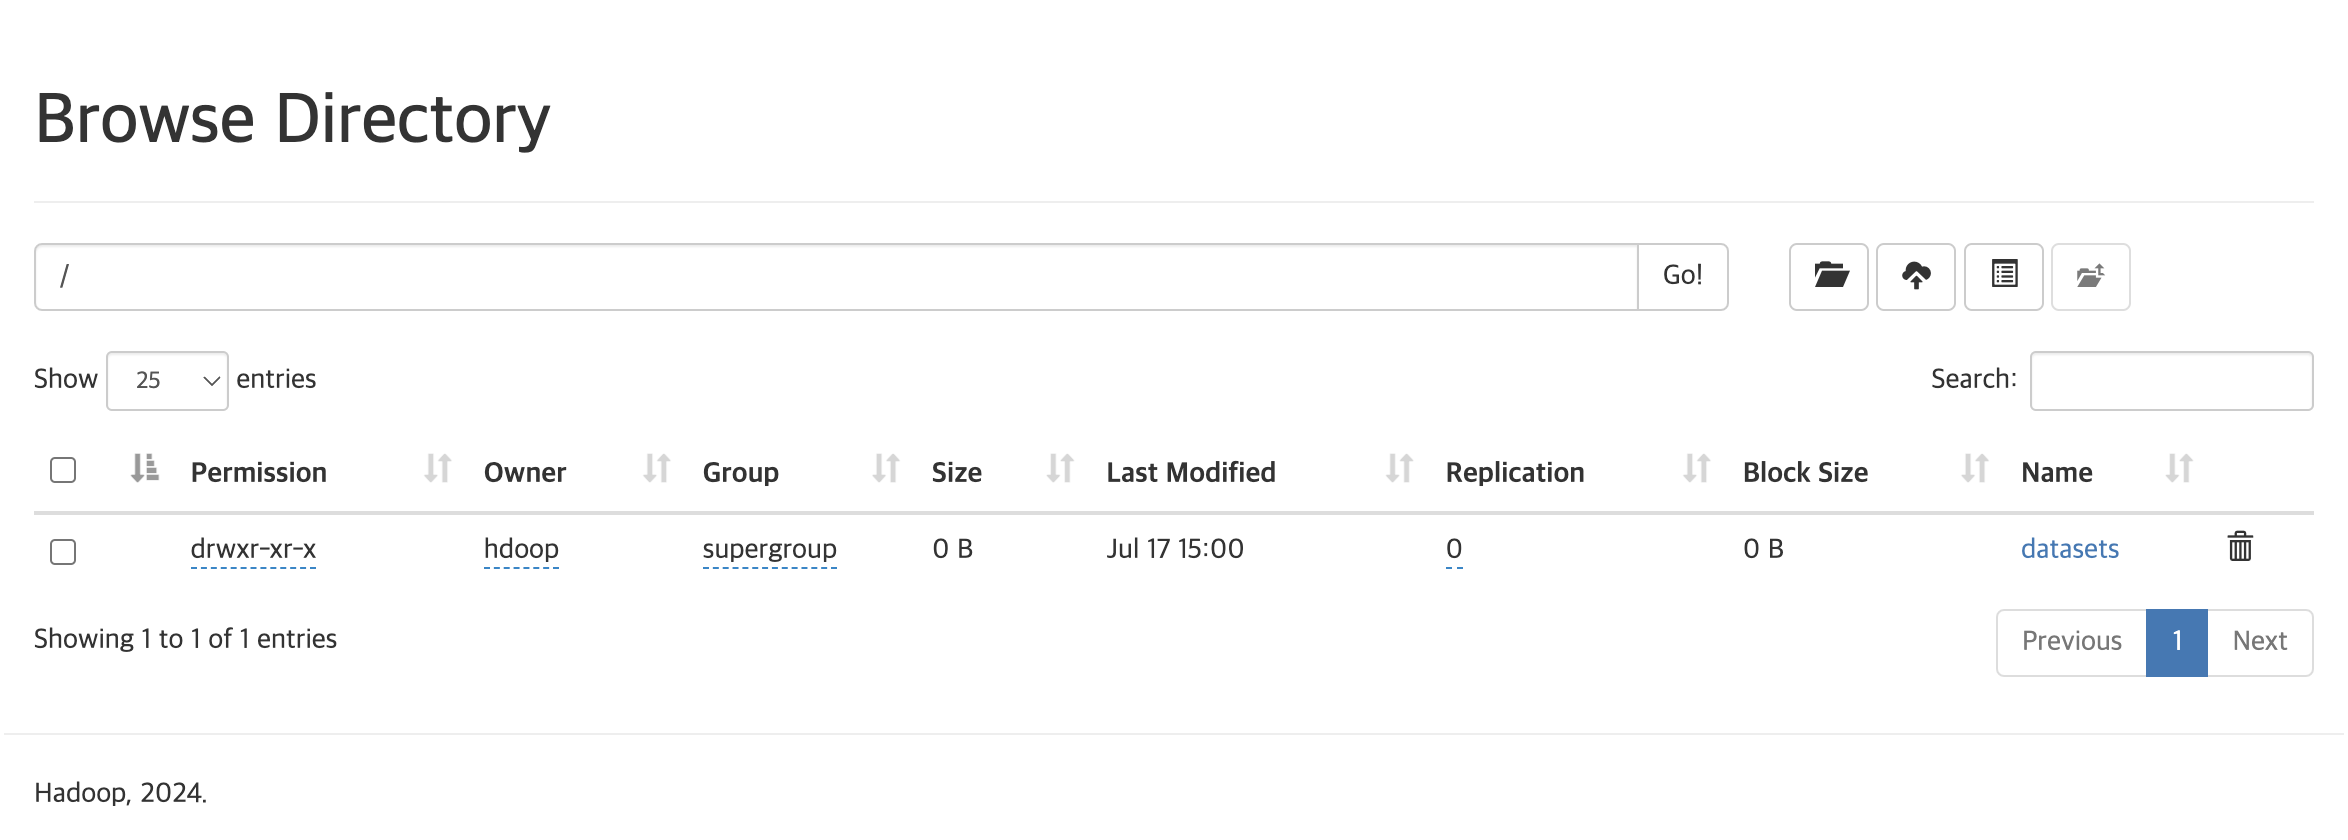 Browse Directory
/ Go!
Show 25 entries Search:
Permission Owner Group Size Last Modified Replication Block Size Name
drwxr-xr-x hdoop supergroup 0 B Jul 17 15:00 0 0 B datasets
Showing 1 to 1 of 1 entries Previous 1 Next
Hadoop, 2024.